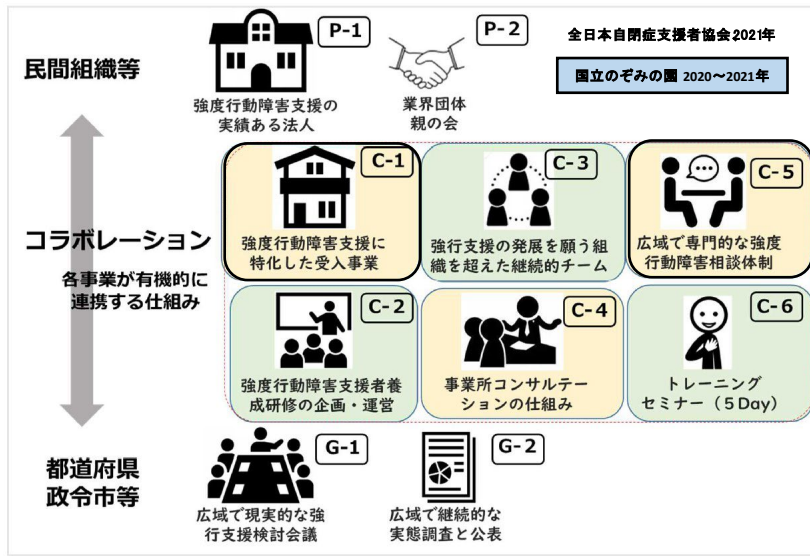 P-1
P-2
全日本自閉症支援者協会2021年
民間組織等
国立のぞみの園 2020~2021年
強度行動障害支援の
実績ある法人
業界団体
親の会
C-1
C-3
C-5
コラボレーション
強度行動障害支援に
特化した受入事業
強行支援の発展を願う組
織を超えた継続的チーム
広域で専門的な強度
行動障害相談体制
各事業が有機的に
連携する仕組み
C-2
C-4
C-6
強度行動障害支援者養
成研修の企画・運営
事業所コンサルテー
ションの仕組み
トレーニング
セミナー(5Day)
G-1
G-2
都道府県
政令市等
広域で現実的な強
行支援検討会議
広域で継続的な
実態調査と公表